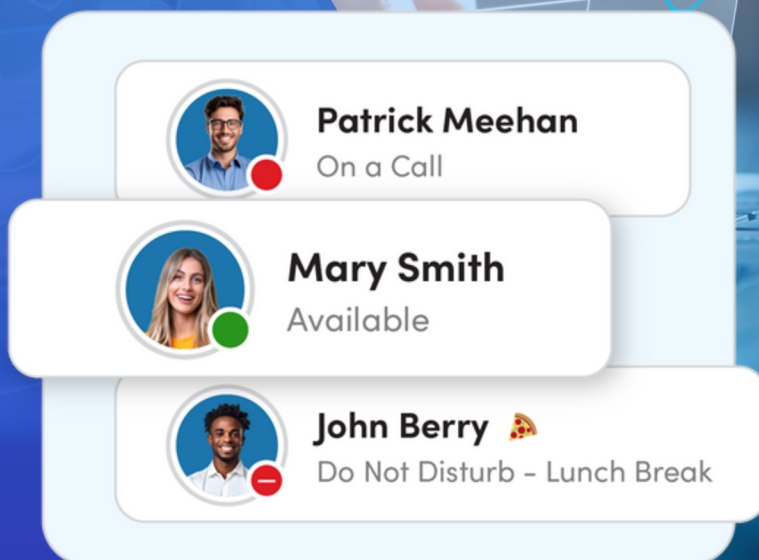 Patrick Meehan
On a Call
Mary Smith
Available
John Berry 🍕
Do Not Disturb - Lunch Break